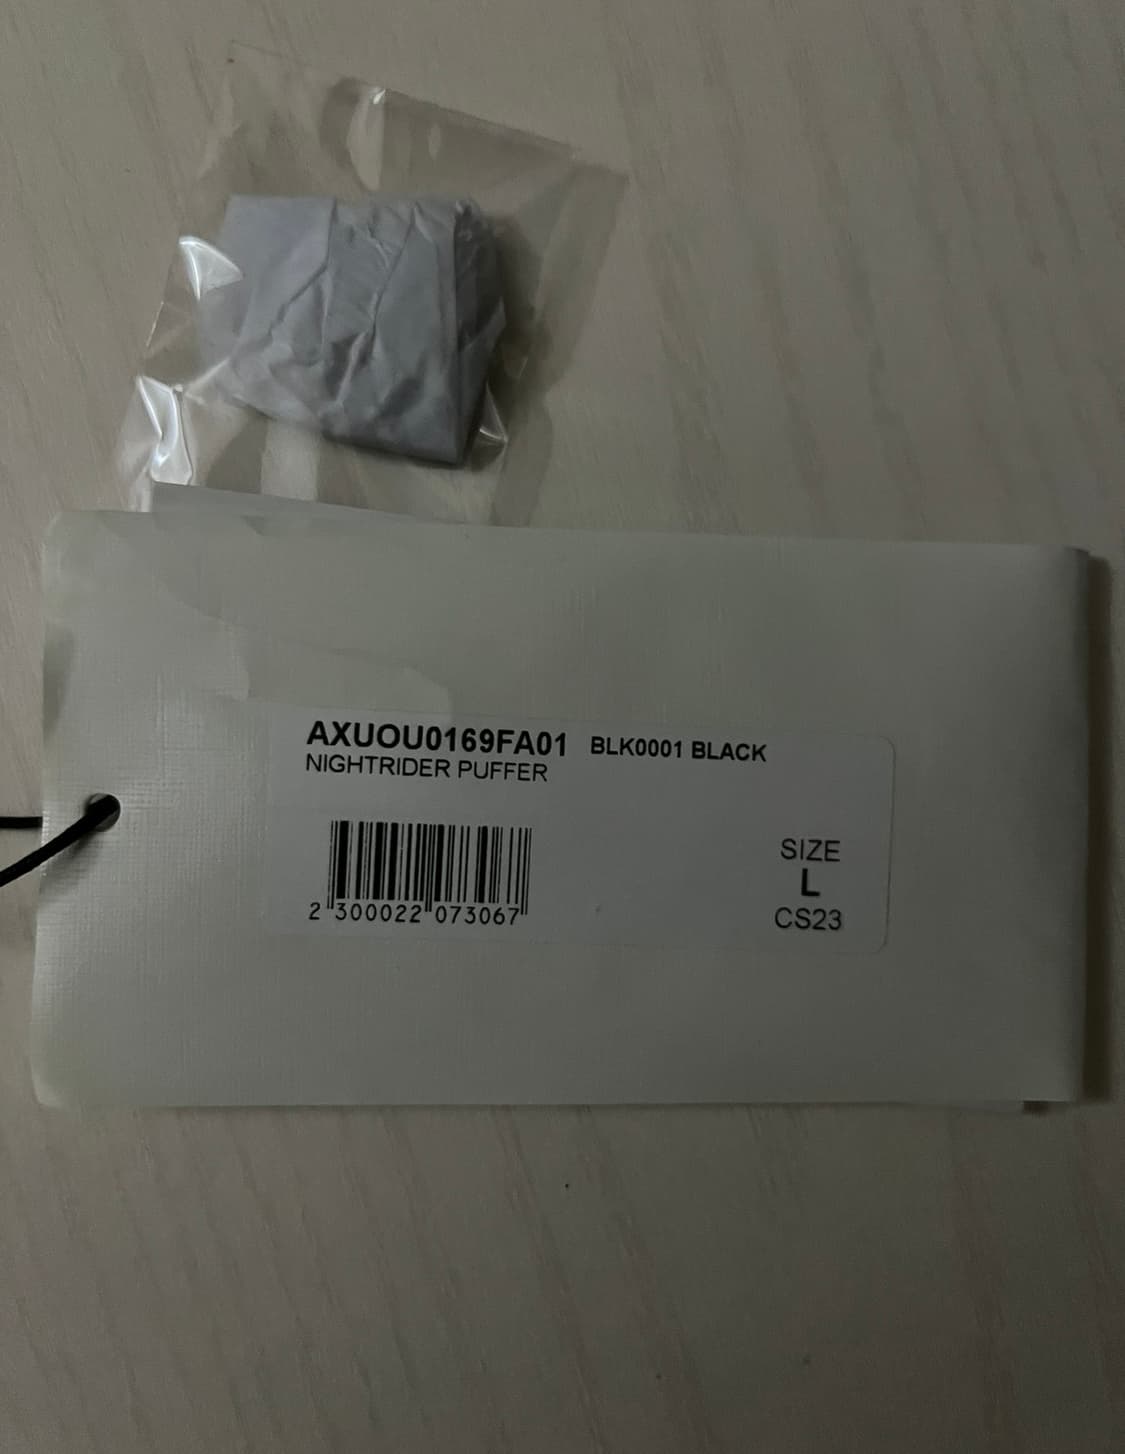 AXUOU0169FA01 BLK0001 BLACK
NIGHTRIDER PUFFER
2 300022 073067
SIZE
L
CS23